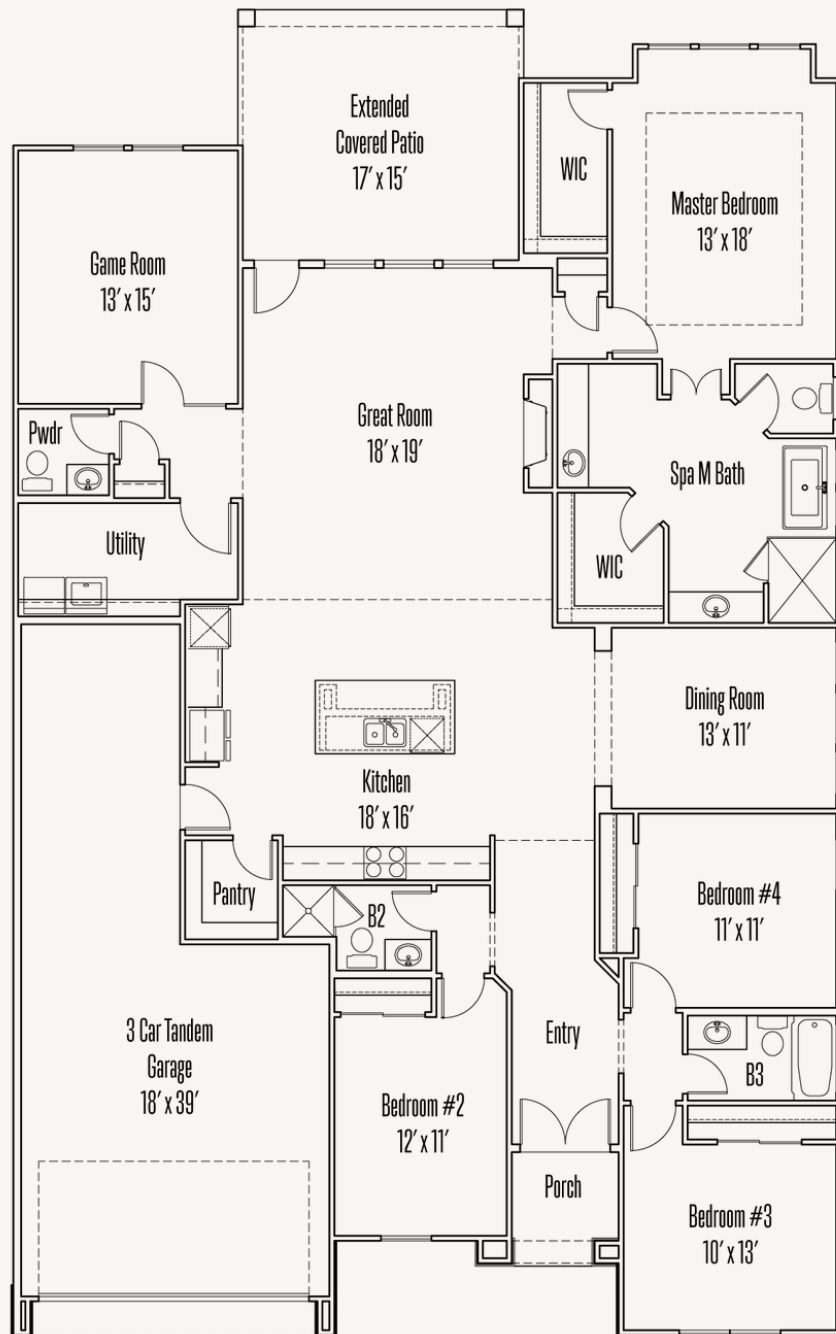 Extended
Covered Patio
17' x 15'
WIC
Master Bedroom
13' x 18'
Game Room
13' x 15'
Great Room
18' x 19'
Pwdr
Spa M Bath
Utility
WIC
Dining Room
13' x 11'
Kitchen
18' x 16'
Pantry
B2
Bedroom #4
11' x 11'
3 Car Tandem
Garage
18' x 39'
Entry
B3
Bedroom #2
12' x 11'
Porch
Bedroom #3
10' x 13'